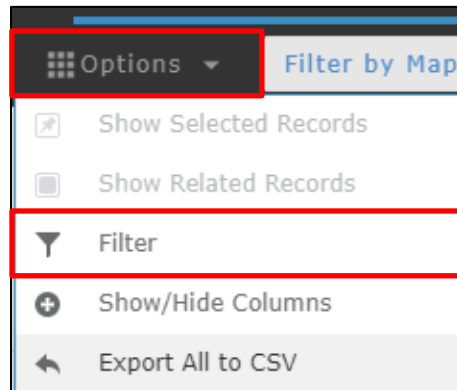 Options Filter by Map
Show Selected Records
Show Related Records
Filter
Show/Hide Columns
Export All to CSV